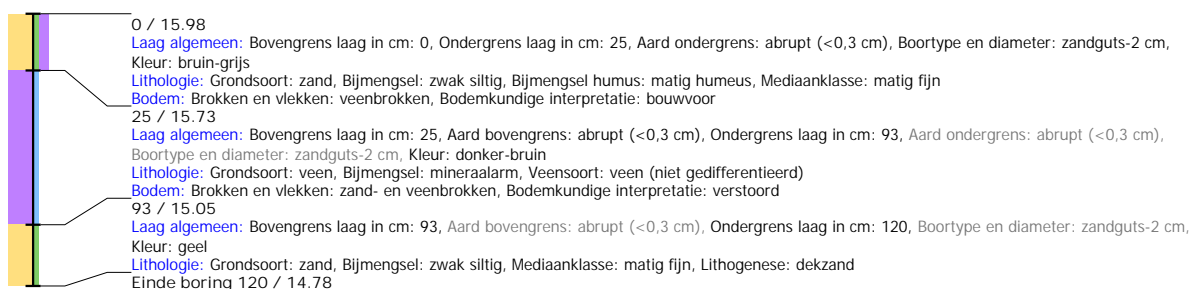 0 / 15.98
Laag algemeen: Bovengrens laag in cm: 0, Ondergrens laag in cm: 25, Aard ondergrens: abrupt (<0,3 cm), Boortype en diameter: zandguts-2 cm,
Kleur: bruin-grijs
Lithologie: Grondsoort: zand, Bijmengsel: zwak siltig, Bijmengsel humus: matig humeus, Mediaanklasse: matig fijn
Bodem: Brokken en vlekken: veenbrokken, Bodemkundige interpretatie: bouwvoor
25 / 15.73
Laag algemeen: Bovengrens laag in cm: 25, Aard bovengrens: abrupt (<0,3 cm), Ondergrens laag in cm: 93, Aard ondergrens: abrupt (<0,3 cm),
Boortype en diameter: zandguts-2 cm, Kleur: donker-bruin
Lithologie: Grondsoort: veen, Bijmengsel: mineraalarm, Veensoort: veen (niet gedifferentieerd)
Bodem: Brokken en vlekken: zand- en veenbrokken, Bodemkundige interpretatie: verstoord
93 / 15.05
Laag algemeen: Bovengrens laag in cm: 93, Aard bovengrens: abrupt (<0,3 cm), Ondergrens laag in cm: 120, Boortype en diameter: zandguts-2 cm,
Kleur: geel
Lithologie: Grondsoort: zand, Bijmengsel: zwak siltig, Mediaanklasse: matig fijn, Lithogenese: dekzand
Einde boring 120 / 14.78